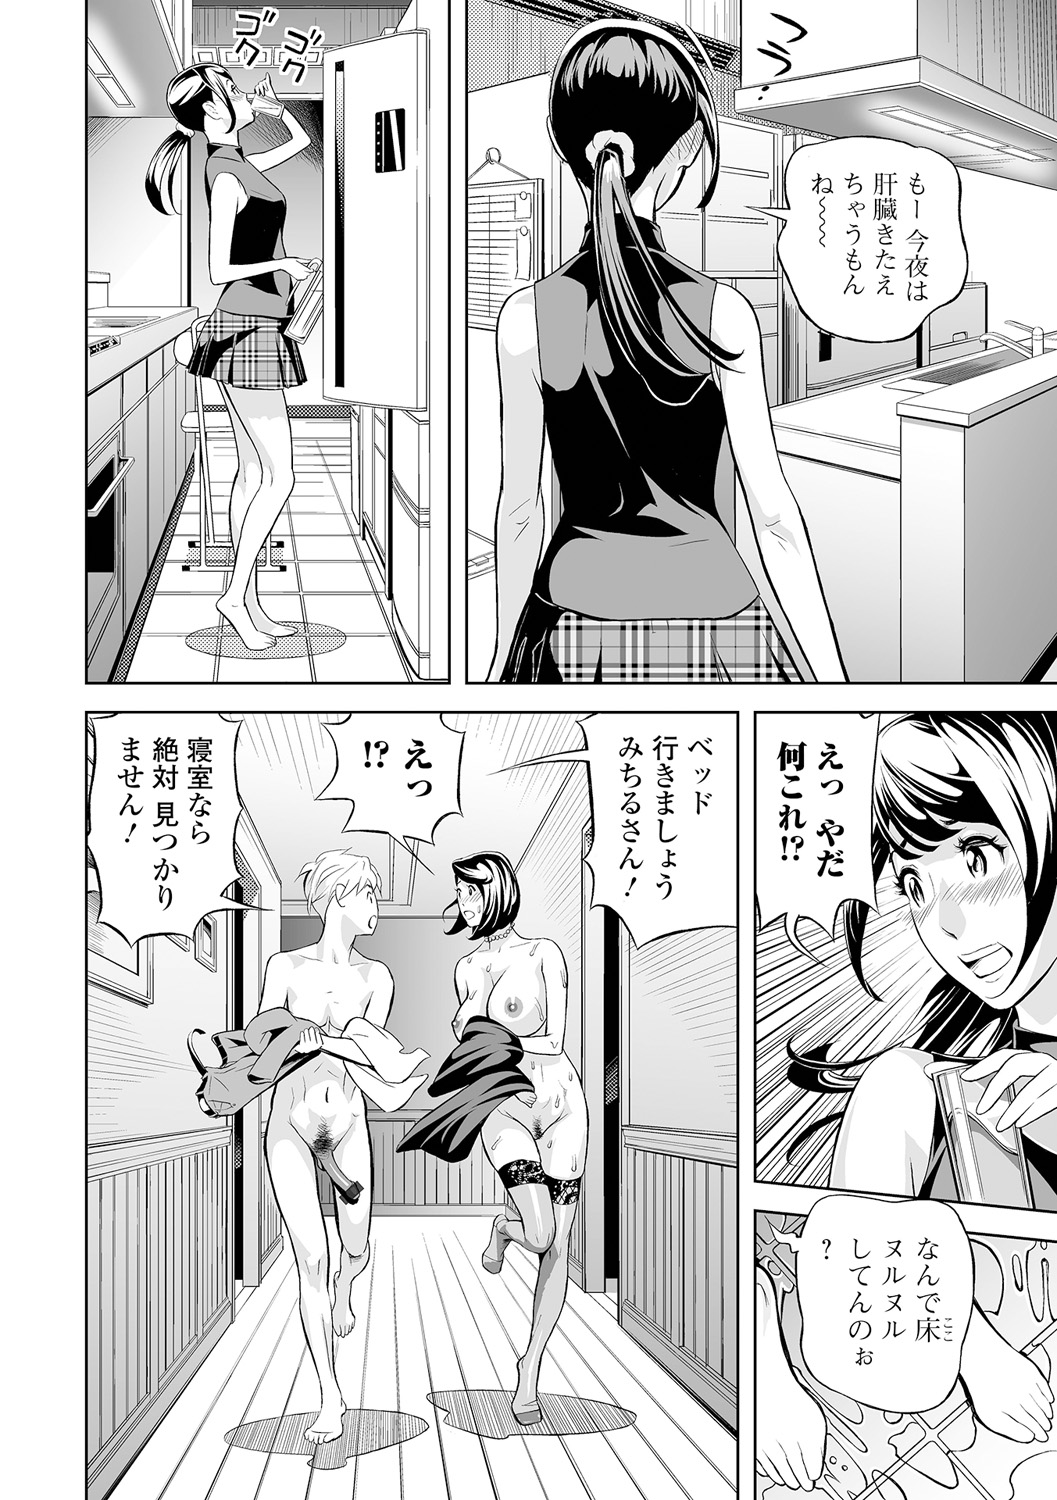 フラ…
もー今夜は
肝臓きたえ
ちゃうもん
ね〜〜〜
ゴク
ゴク
えっ やだ
何これ!?
なんで床
ここ
ヌルヌル
してんのぉ
?
ベッド
行きましょう
みちるさん!
えっ
!?
寝室なら
絶対 見つかり
ません!